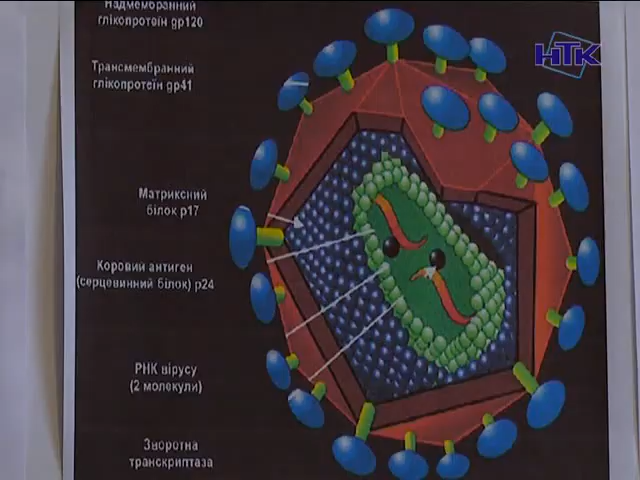 Надмембранний
глікопротеїн gp120
НТК
Трансмембранний
глікопротеїн gp41
Матриксний
білок p17
Коровий антиген
(серцевинний білок) p24
РНК вірусу
(2 молекули)
Зворотна
транскриптаза